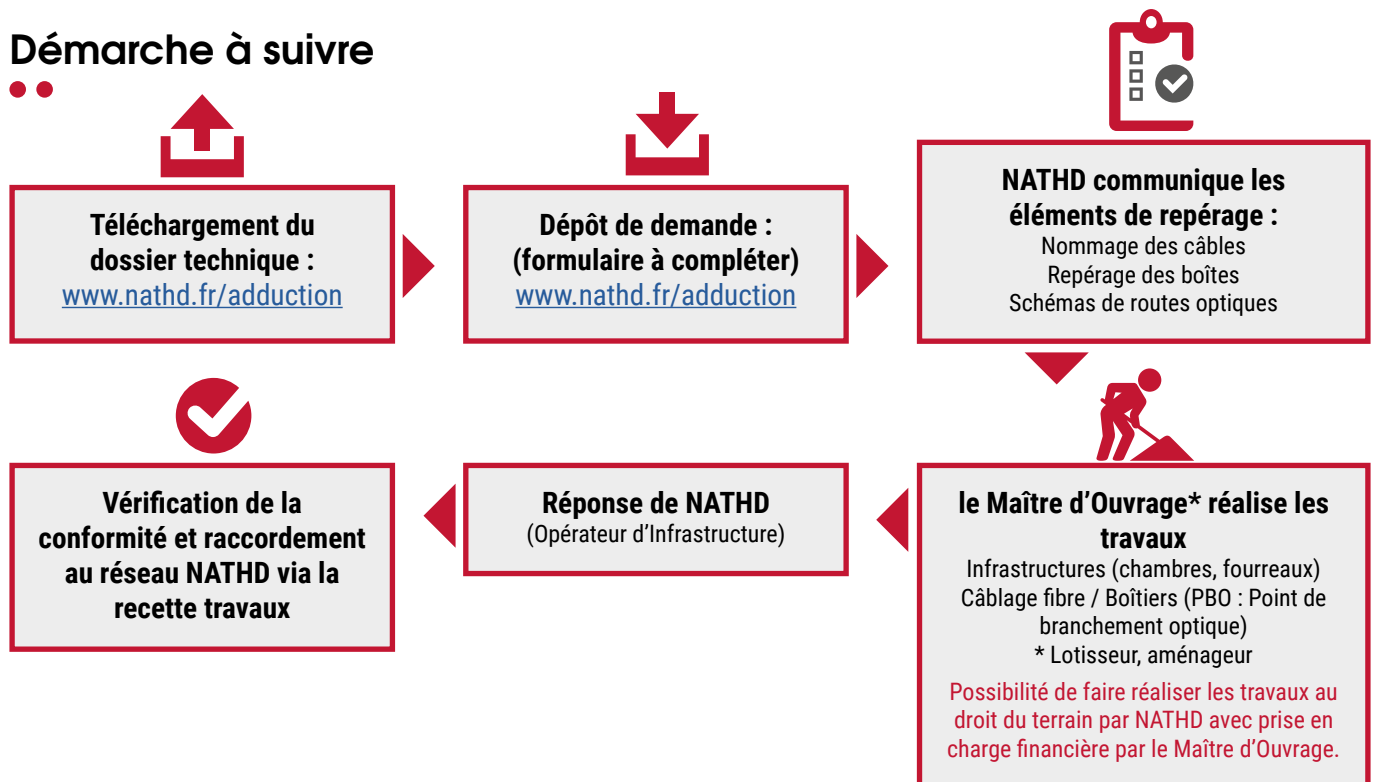 Démarche à suivre
Téléchargement du
dossier technique :
www.nathd.fr/adduction
Dépôt de demande :
(formulaire à compléter)
www.nathd.fr/adduction
NATHD communique les
éléments de repérage :
Nommage des câbles
Repérage des boîtes
Schémas de routes optiques
le Maître d’Ouvrage* réalise les
travaux
Infrastructures (chambres, fourreaux)
Câblage fibre / Boîtiers (PBO : Point de
branchement optique)
* Lotisseur, aménageur
Possibilité de faire réaliser les travaux au
droit du terrain par NATHD avec prise en
charge financière par le Maître d’Ouvrage.
Réponse de NATHD
(Opérateur d’Infrastructure)
Vérification de la
conformité et raccordement
au réseau NATHD via la
recette travaux